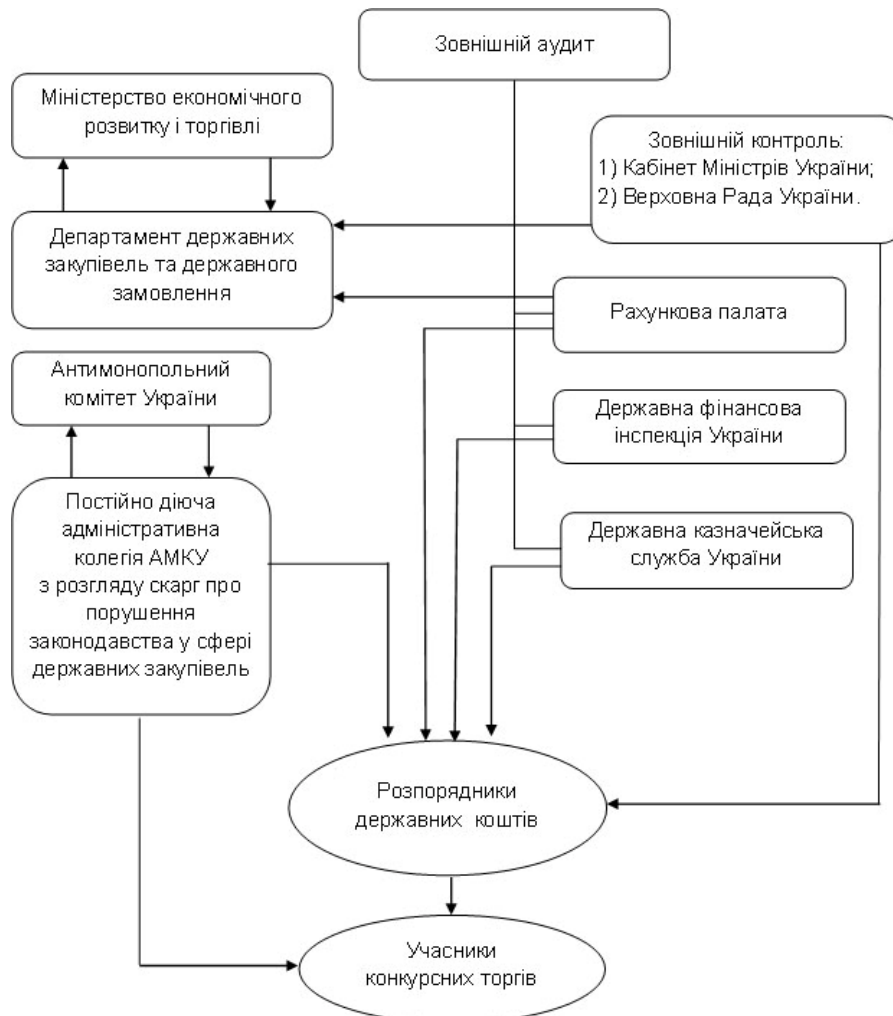 Зовнішній аудит
Міністерство економічного
розвитку і торгівлі
Зовнішній контроль:
1) Кабінет Міністрів України;
2) Верховна Рада України.
Департамент державних
закупівель та державного
замовлення
Рахункова палата
Антимонопольний
комітет України
Державна фінансова
інспекція України
Постійно діюча
адміністративна
колегія АМКУ
з розгляду скарг про
порушення
законодавства у сфері
державних закупівель
Державна казначейська
служба України
Розпорядники
державних коштів
Учасники
конкурсних торгів